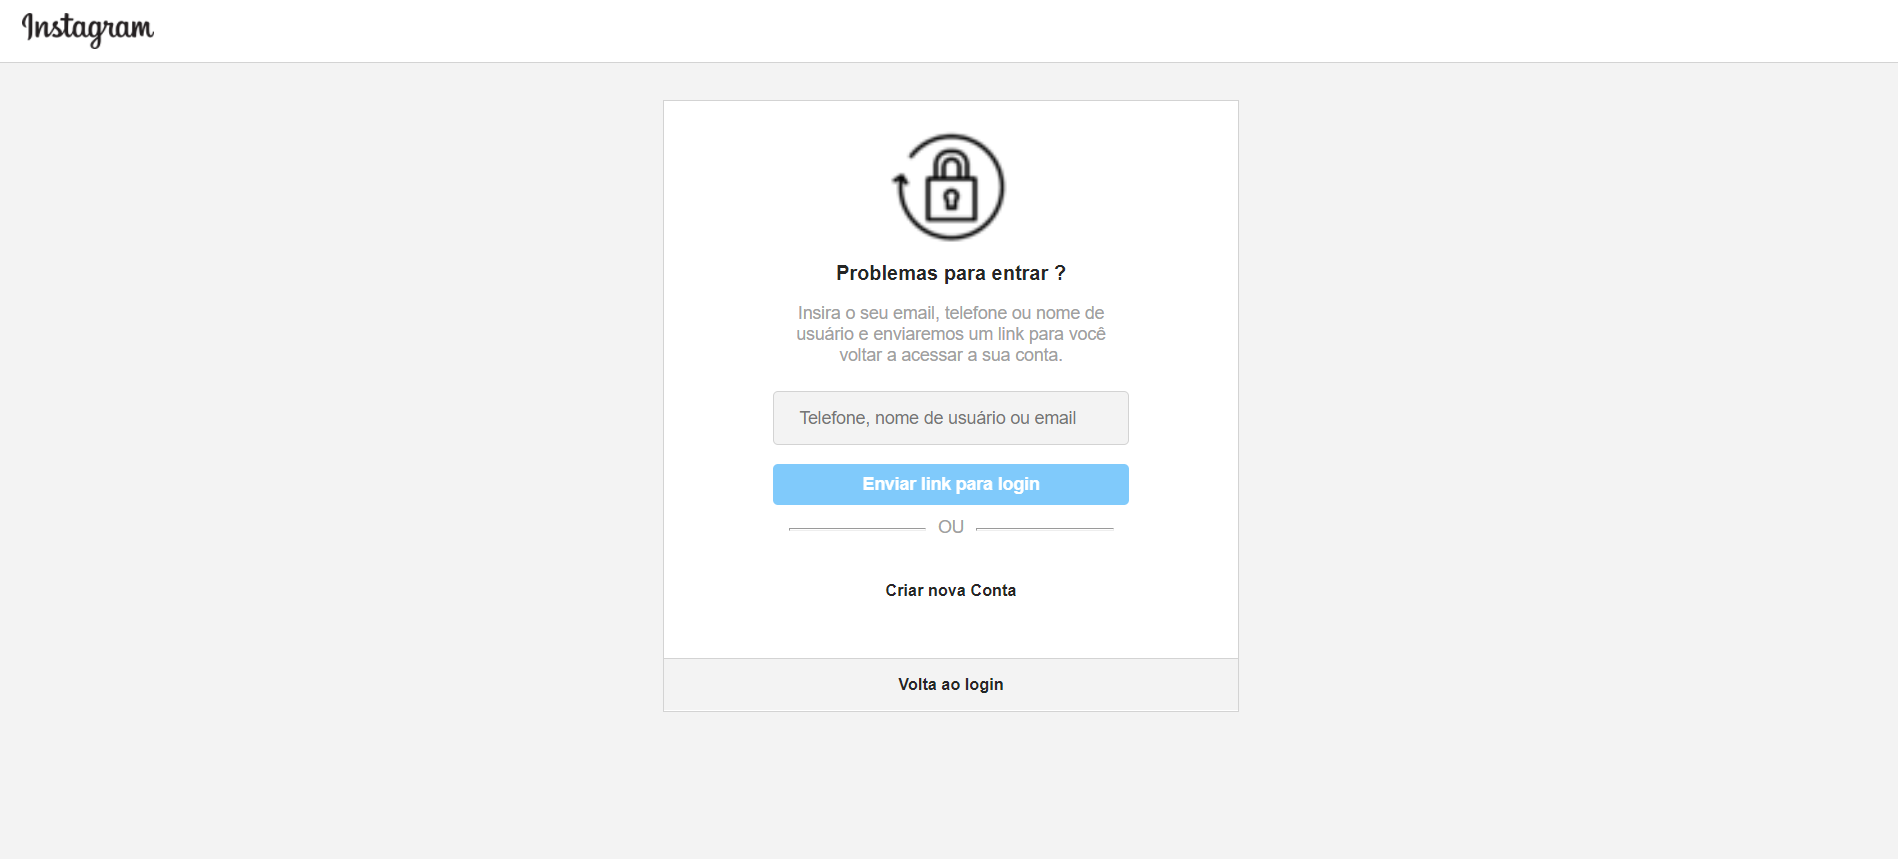 Instagram
Problemas para entrar ?
Insira o seu email, telefone ou nome de
usuário e enviaremos um link para você
voltar a acessar a sua conta.
Telefone, nome de usuário ou email
Enviar link para login
OU
Criar nova Conta
Volta ao login